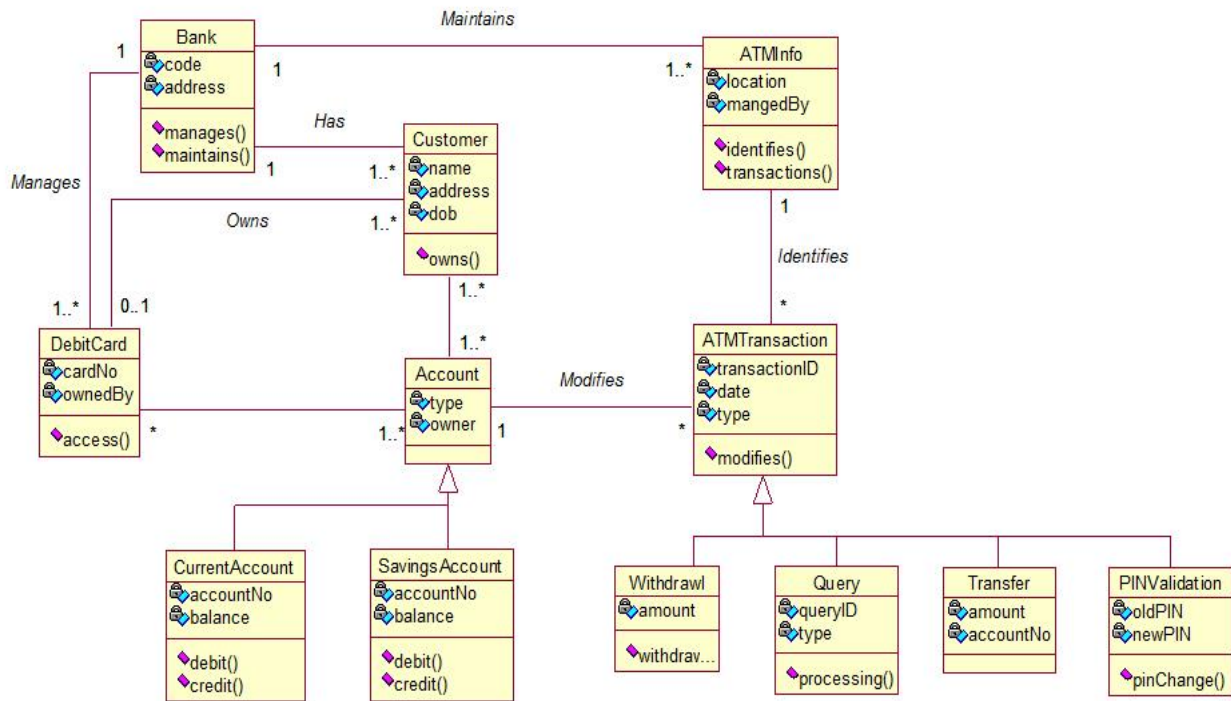 Maintains
Bank
code
address
manages()
maintains()
1
1
1..*
ATMInfo
location
mangedBy
identifies()
transactions()
Has
1
1..*
Customer
name
address
dob
owns()
Manages
Owns
1..*
1..*
0..1
1..*
1..*
1
Identifies
*
DebitCard
cardNo
ownedBy
access()
*
1..*
Account
type
owner
Modifies
1
*
ATMTransaction
transactionID
date
type
modifies()
CurrentAccount
accountNo
balance
debit()
credit()
SavingsAccount
accountNo
balance
debit()
credit()
Withdrawl
amount
withdraw...
Query
queryID
type
processing()
Transfer
amount
accountNo
PINValidation
oldPIN
newPIN
pinChange()